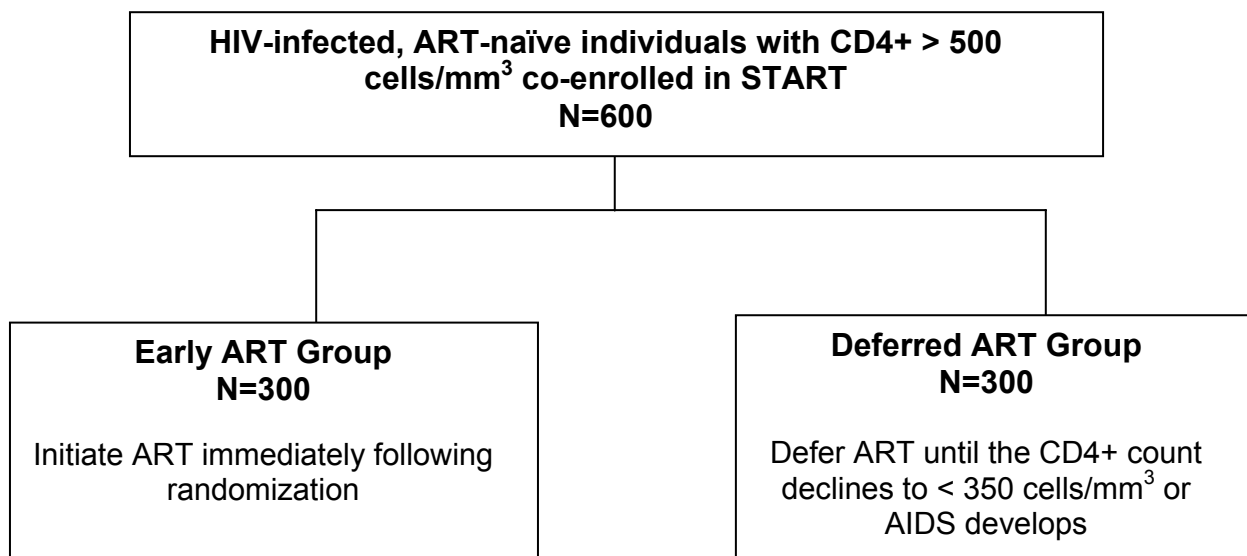 HIV-infected, ART-naïve individuals with CD4+ > 500
cells/mm³ co-enrolled in START
N=600
Early ART Group
N=300
Initiate ART immediately following
randomization
Deferred ART Group
N=300
Defer ART until the CD4+ count
declines to < 350 cells/mm³ or
AIDS develops